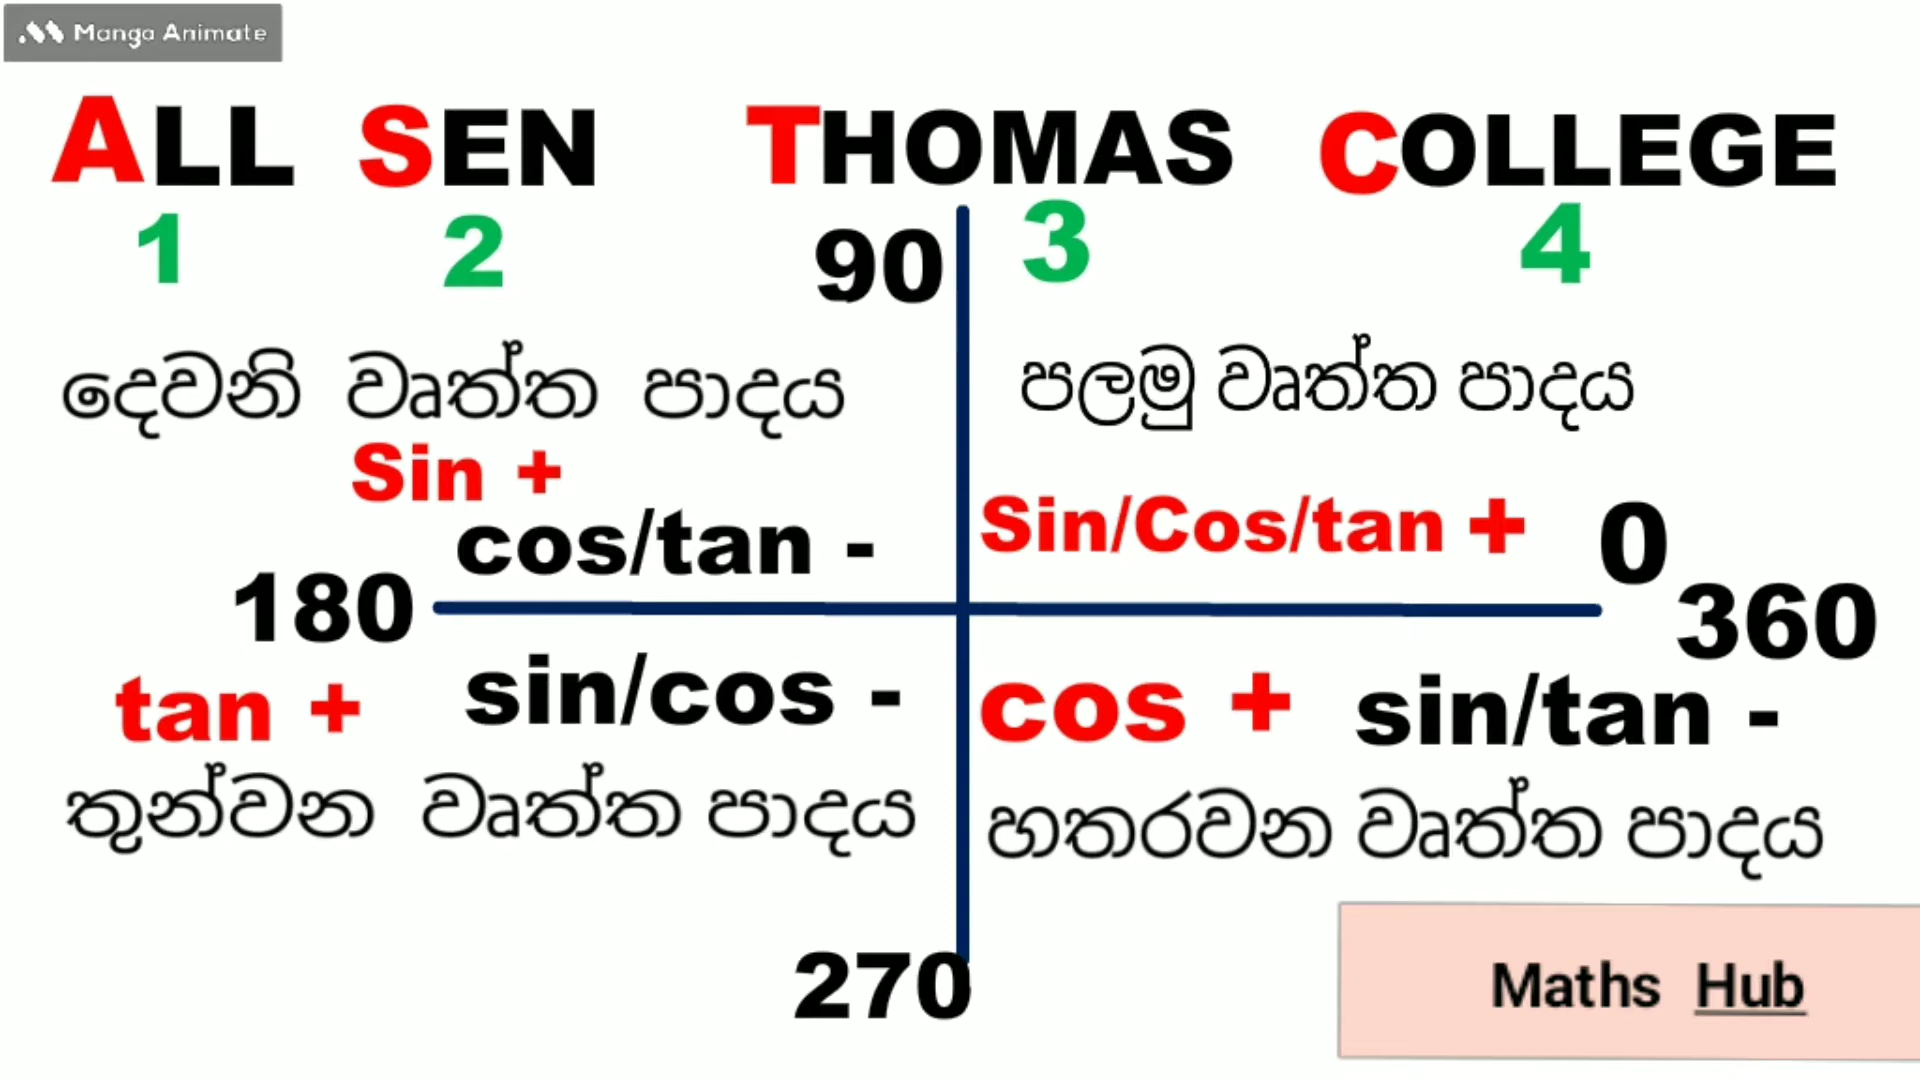 Manga Animate
ALL SEN THOMAS COLLEGE
1 2 3 4
90
දෙවනි වෘත්ත පාදය
පලමු වෘත්ත පාදය
Sin +
cos/tan -
Sin/Cos/tan +
0
180
360
tan +
sin/cos -
cos + sin/tan -
තුන්වන වෘත්ත පාදය
හතරවන වෘත්ත පාදය
270
Maths Hub